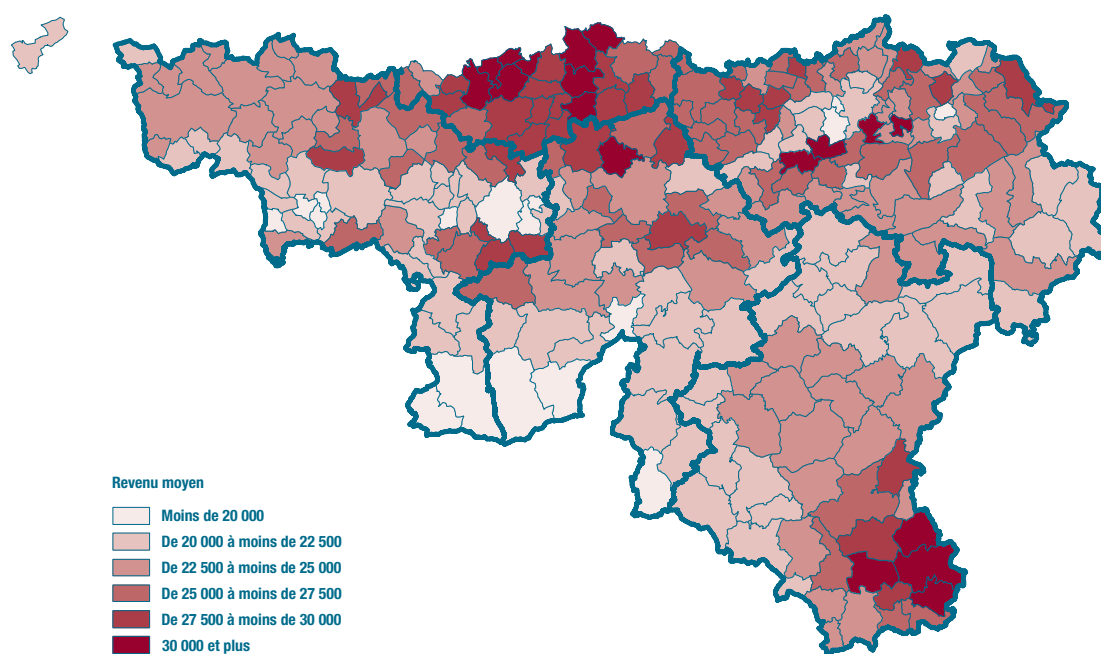 Revenu moyen
Moins de 20 000
De 20 000 à moins de 22 500
De 22 500 à moins de 25 000
De 25 000 à moins de 27 500
De 27 500 à moins de 30 000
30 000 et plus